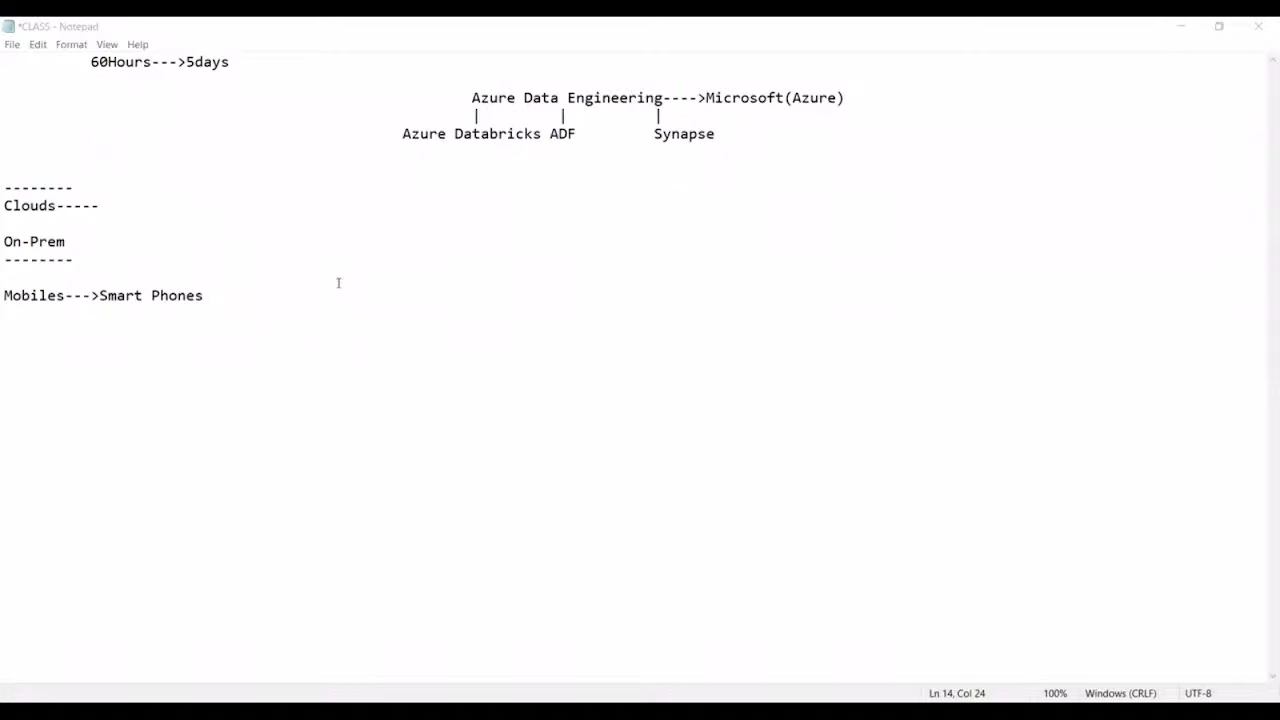 *CLASS - Notepad
File Edit Format View Help
60Hours--->5days
Azure Data Engineering---->Microsoft(Azure)
| | |
Azure Databricks ADF Synapse
--------
Clouds-----
On-Prem
--------
Mobiles--->Smart Phones
Ln 14, Col 24 100% Windows (CRLF) UTF-8